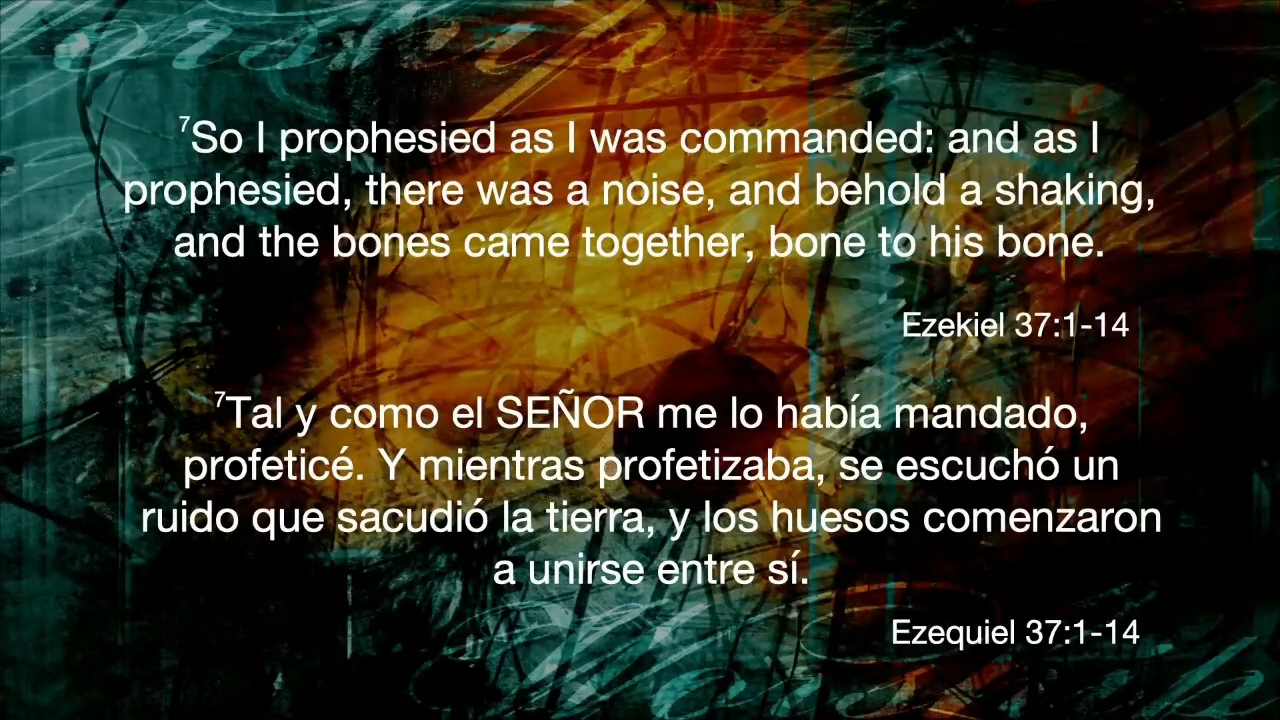 ⁷So I prophesied as I was commanded: and as I
prophesied, there was a noise, and behold a shaking,
and the bones came together, bone to his bone.
Ezekiel 37:1-14
⁷Tal y como el SEÑOR me lo había mandado,
profeticé. Y mientras profetizaba, se escuchó un
ruido que sacudió la tierra, y los huesos comenzaron
a unirse entre sí.
Ezequiel 37:1-14